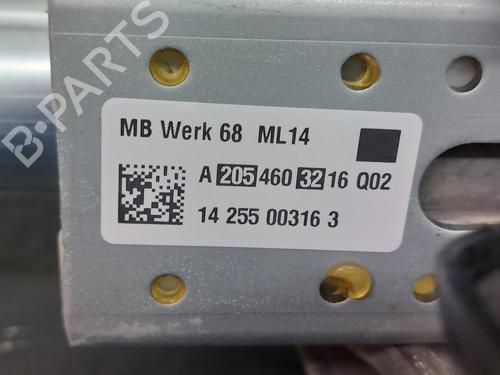 B-PARTS
MB Werk 68 ML14
A 205 460 32 16 Q02
14 255 00316 3